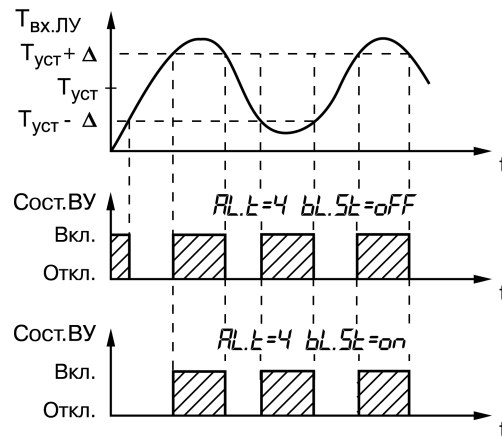 Tвх.ЛУ
Tуст+ Δ
Tуст
Tуст - Δ
t
Сост.ВУ
AL.t=4 bL.St=oFF
Вкл.
Откл.
t
Сост.ВУ
AL.t=4 bL.St=on
Вкл.
Откл.
t